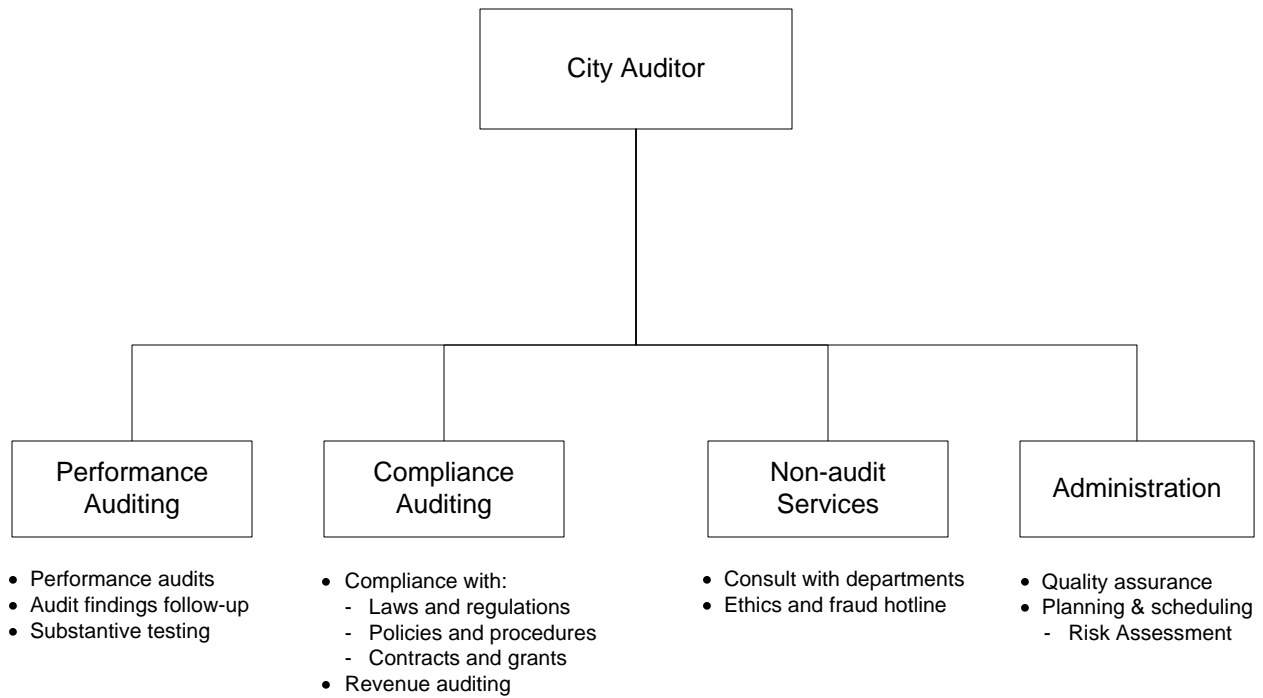 City Auditor
Performance
Auditing
Compliance
Auditing
Non-audit
Services
Administration
• Performance audits
• Audit findings follow-up
• Substantive testing
• Compliance with:
- Laws and regulations
- Policies and procedures
- Contracts and grants
• Revenue auditing
• Consult with departments
• Ethics and fraud hotline
• Quality assurance
• Planning & scheduling
- Risk Assessment